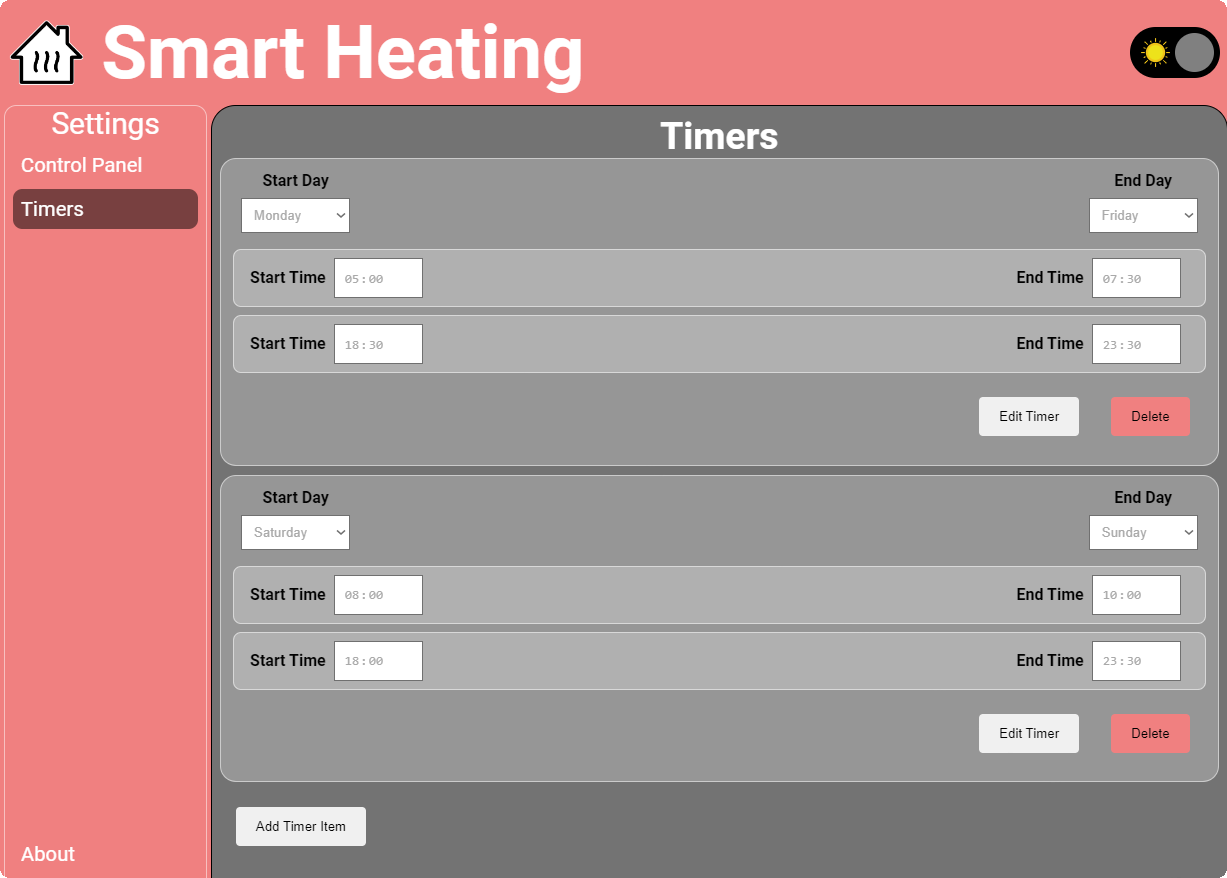 Smart Heating
Settings
Control Panel
Timers
About
Timers
Start Day End Day
Monday Friday
Start Time 05:00 End Time 07:30
Start Time 18:30 End Time 23:30
Edit Timer Delete
Start Day End Day
Saturday Sunday
Start Time 08:00 End Time 10:00
Start Time 18:00 End Time 23:30
Edit Timer Delete
Add Timer Item